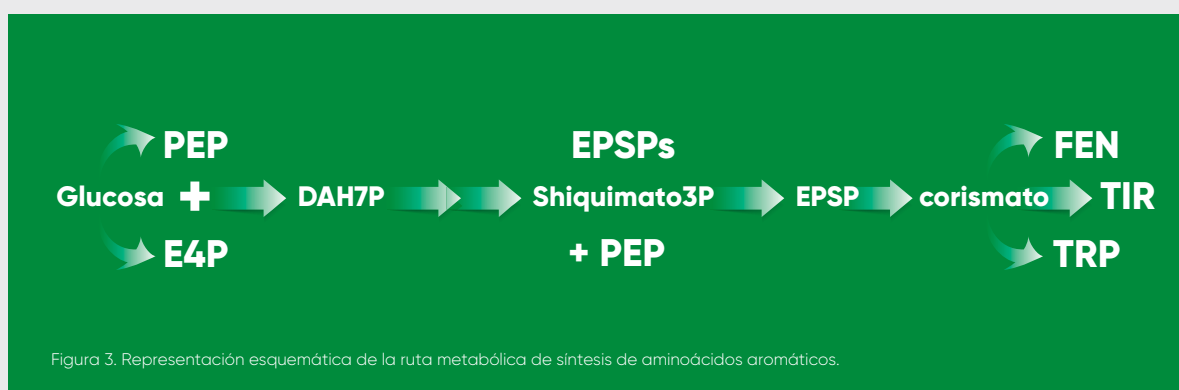 PEP
EPSPs
FEN
Glucosa + DAH7P Shiquimato3P EPSP corismato TIR
E4P
+ PEP
TRP
Figura 3. Representación esquemática de la ruta metabólica de síntesis de aminoácidos aromáticos.